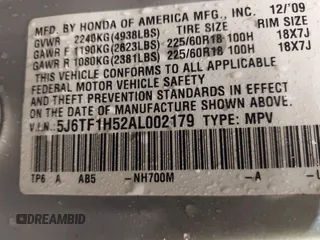 MFD. BY HONDA OF AMERICA MFG., INC. 12/'09
GVWR 2240KG(4938LBS) TIRE SIZE RIM SIZE
GAWR F 1190KG(2623LBS) 225/60R18 100H 18X7J
GAWR R 1080KG(2381LBS) 225/60R18 100H 18X7J
THIS VEHICLE CONFORMS TO ALL APPLICABLE
FEDERAL MOTOR VEHICLE SAFETY AND
STANDARDS IN EFFECT ON
THE DATE OF MANUFACTURE SHOWN ABOVE.
V.I.N: 5J6TF1H52AL002179 TYPE: MPV
TP6 A AB5 -NH700M -A -
DREAMBID